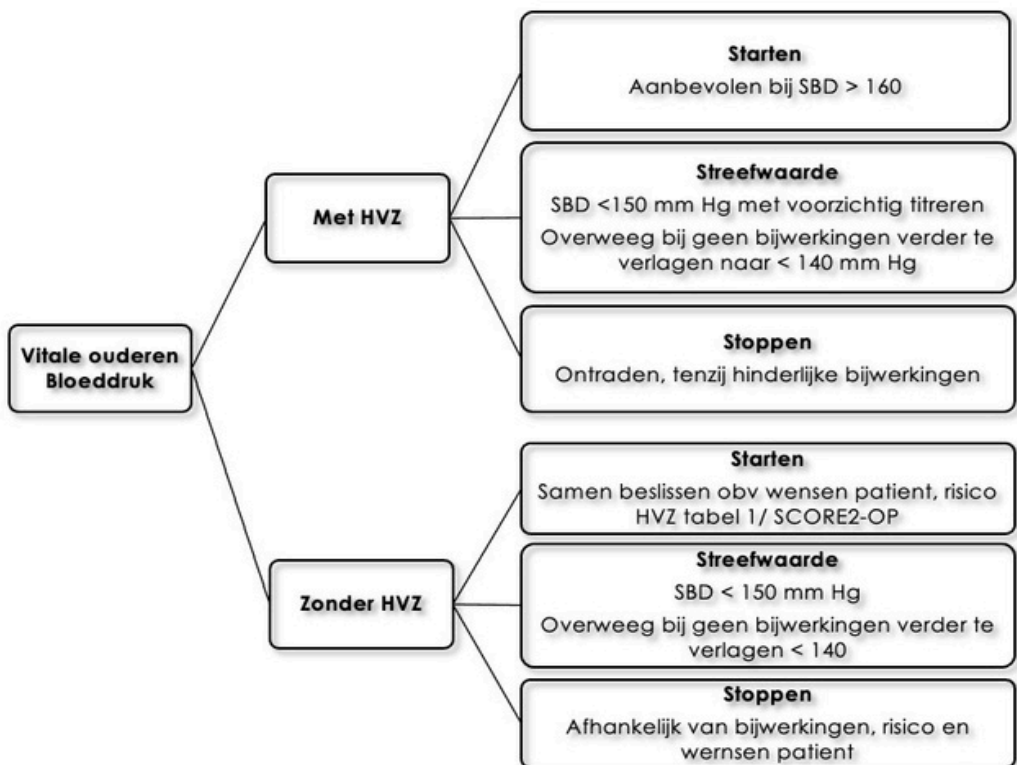 Vitale ouderen
Bloeddruk
Met HVZ
Starten
Aanbevolen bij SBD > 160
Streefwaarde
SBD <150 mm Hg met voorzichtig titreren
Overweeg bij geen bijwerkingen verder te
verlagen naar < 140 mm Hg
Stoppen
Ontraden, tenzij hinderlijke bijwerkingen
Zonder HVZ
Starten
Samen beslissen obv wensen patient, risico
HVZ tabel 1/ SCORE2-OP
Streefwaarde
SBD < 150 mm Hg
Overweeg bij geen bijwerkingen verder te
verlagen < 140
Stoppen
Afhankelijk van bijwerkingen, risico en
wernsen patient